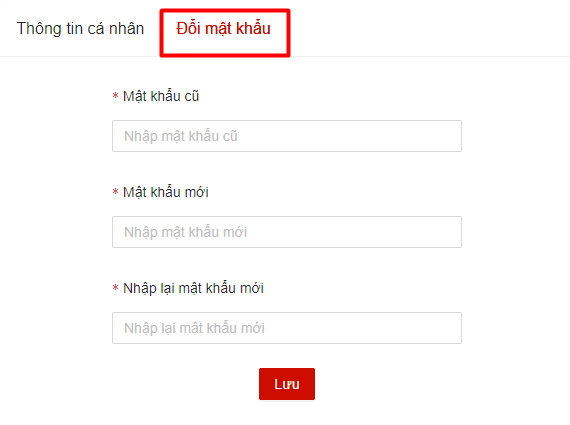 Thông tin cá nhân Đổi mật khẩu
* Mật khẩu cũ
Nhập mật khẩu cũ
* Mật khẩu mới
Nhập mật khẩu mới
* Nhập lại mật khẩu mới
Nhập lại mật khẩu mới
Lưu